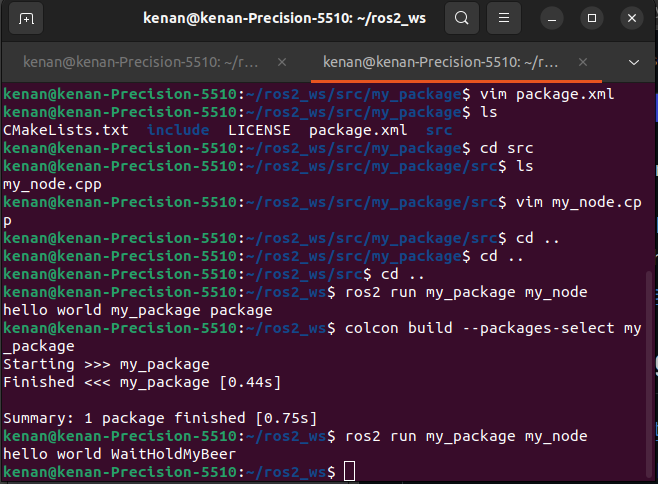 kenan@kenan-Precision-5510: ~/ros2_ws
kenan@kenan-Precision-5510: ~/r... × kenan@kenan-Precision-5510: ~/r... ×
kenan@kenan-Precision-5510:~/ros2_ws/src/my_package$ vim package.xml
kenan@kenan-Precision-5510:~/ros2_ws/src/my_package$ ls
CMakeLists.txt  include  LICENSE  package.xml  src
kenan@kenan-Precision-5510:~/ros2_ws/src/my_package$ cd src
kenan@kenan-Precision-5510:~/ros2_ws/src/my_package/src$ ls
my_node.cpp
kenan@kenan-Precision-5510:~/ros2_ws/src/my_package/src$ vim my_node.cp
p
kenan@kenan-Precision-5510:~/ros2_ws/src/my_package/src$ cd ..
kenan@kenan-Precision-5510:~/ros2_ws/src/my_package$ cd ..
kenan@kenan-Precision-5510:~/ros2_ws/src$ cd ..
kenan@kenan-Precision-5510:~/ros2_ws$ ros2 run my_package my_node
hello world my_package package
kenan@kenan-Precision-5510:~/ros2_ws$ colcon build --packages-select my
_package
Starting >>> my_package
Finished <<< my_package [0.44s]
Summary: 1 package finished [0.75s]
kenan@kenan-Precision-5510:~/ros2_ws$ ros2 run my_package my_node
hello world WaitHoldMyBeer
kenan@kenan-Precision-5510:~/ros2_ws$